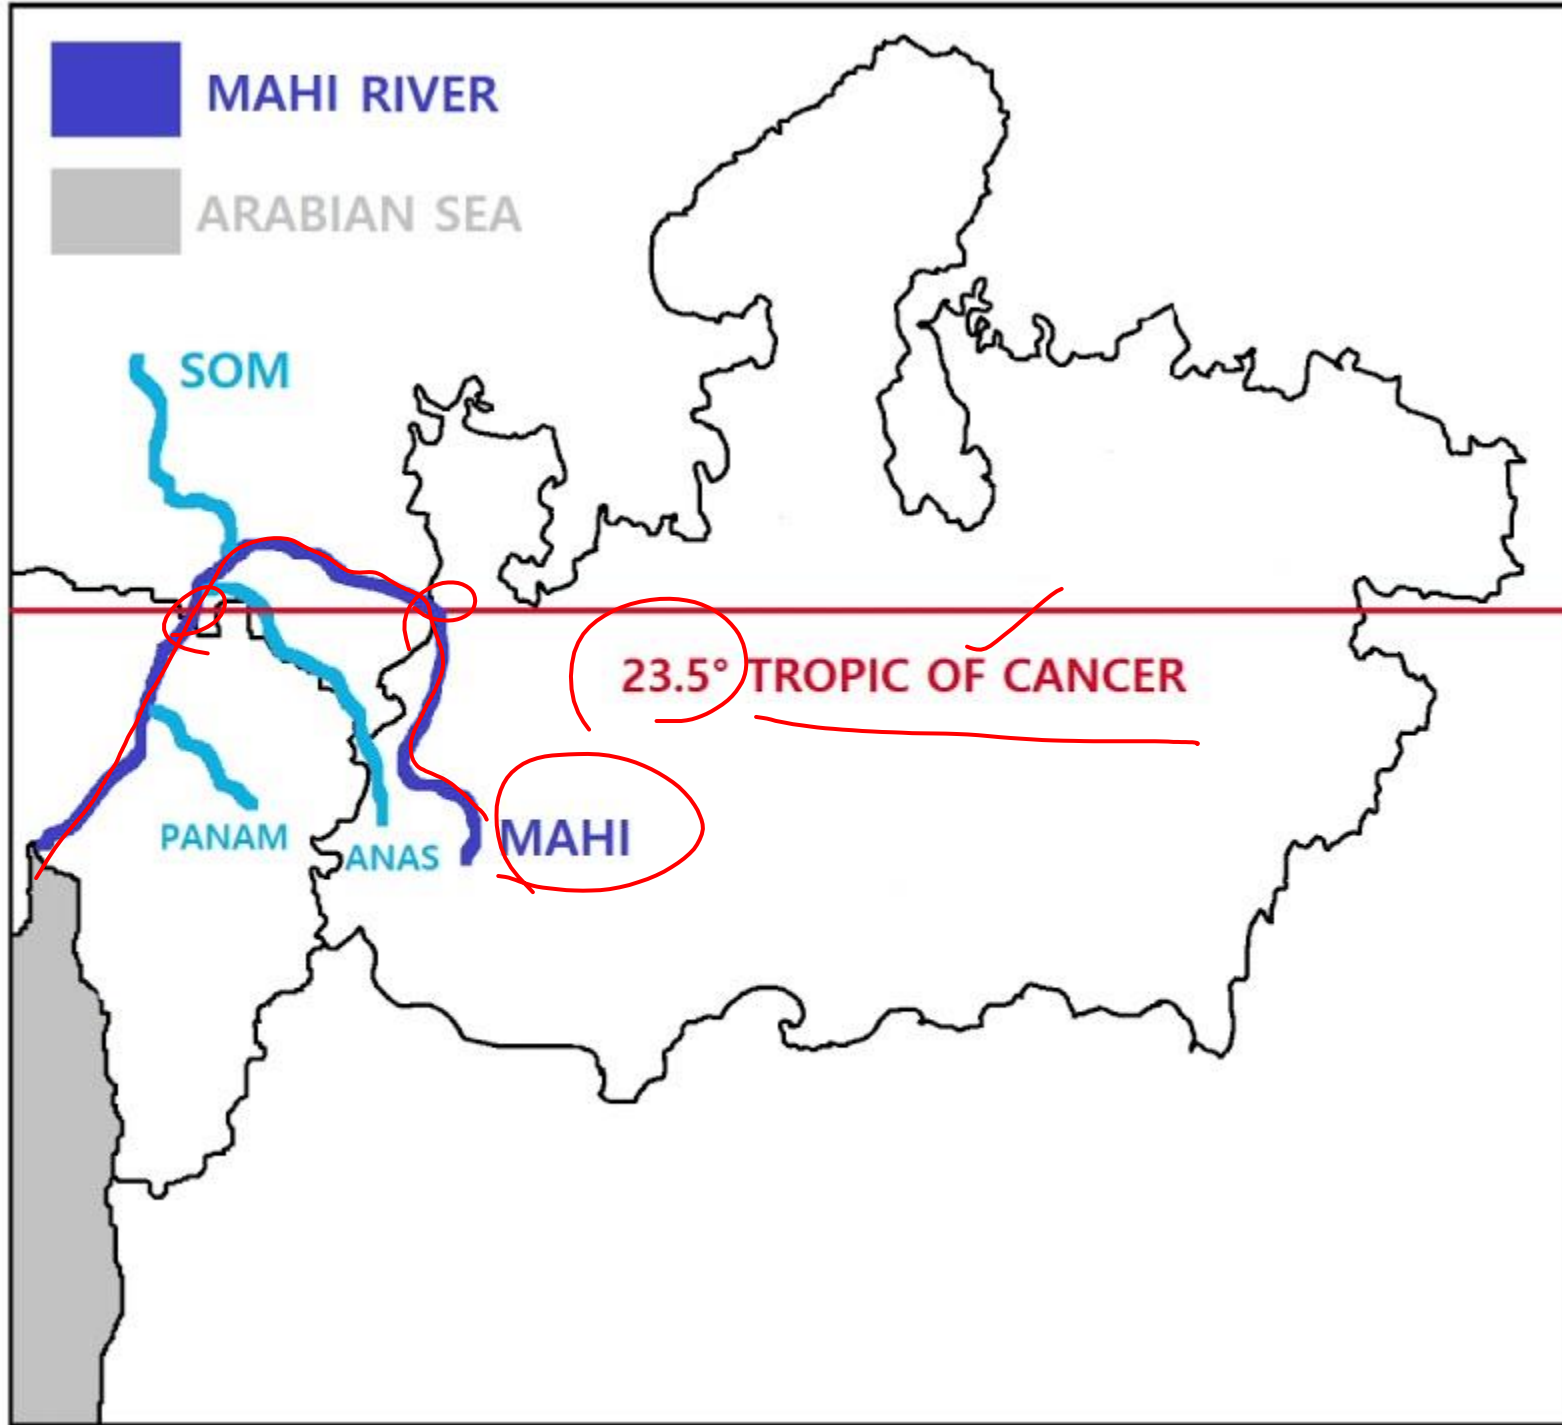 MAHI RIVER
ARABIAN SEA
SOM
23.5° TROPIC OF CANCER
PANAM
ANAS
MAHI